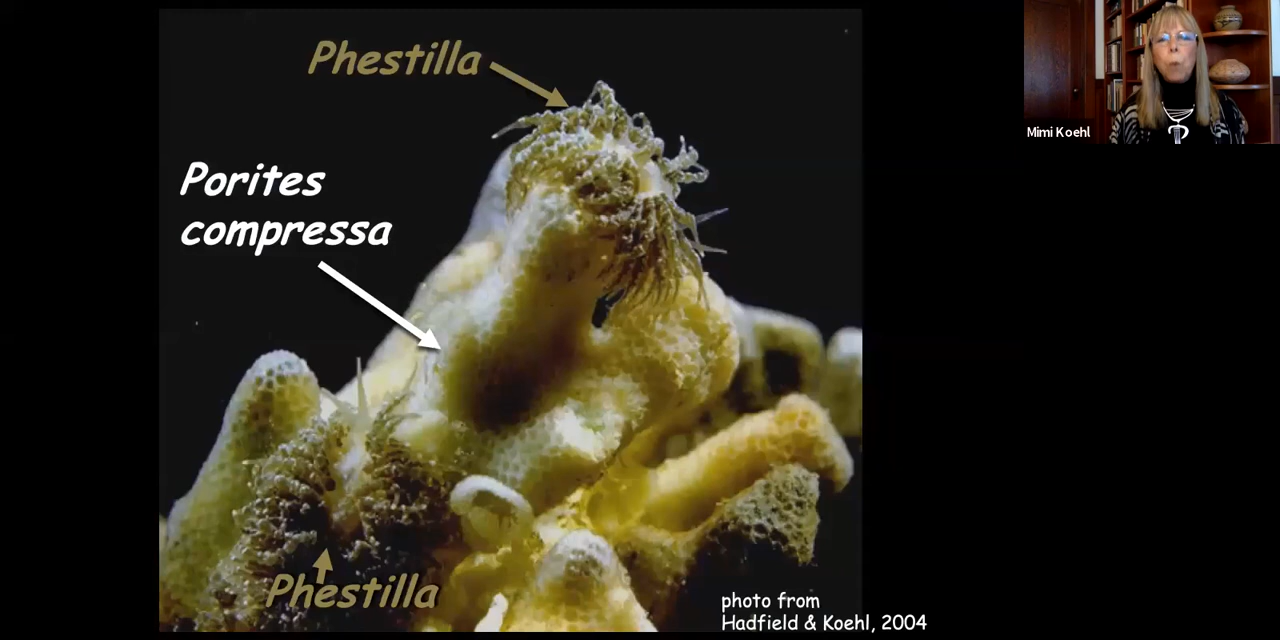 Phestilla
Porites
compressa
Phestilla
photo from
Hadfield & Koehl, 2004
Mimi Koehl